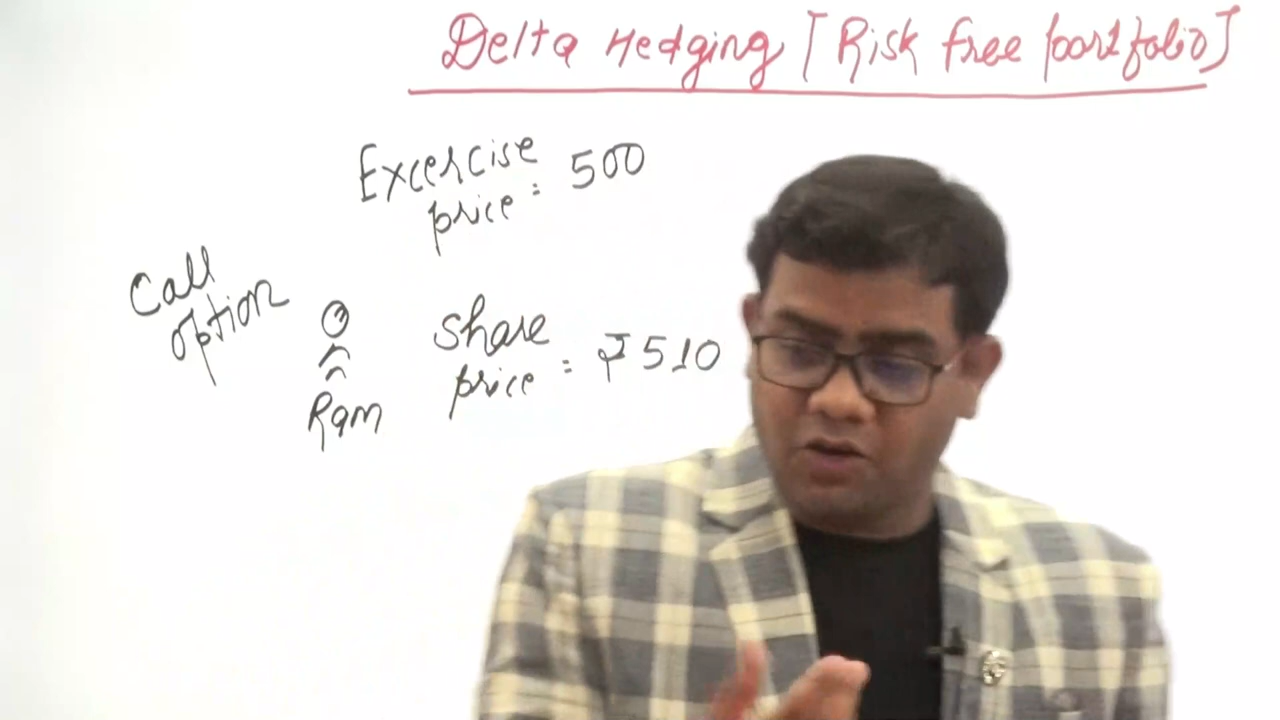 Delta Hedging [Risk free portfolio]
Excercise
price = 500
Call
option
Share
price = ₹510
Ram